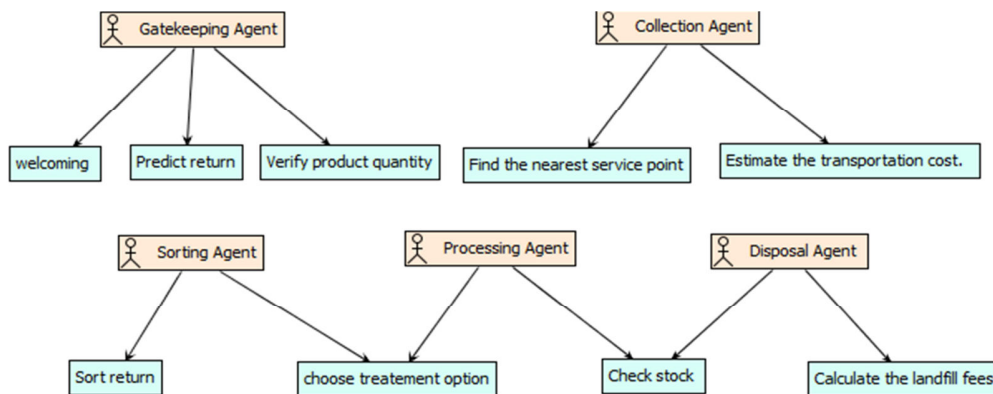 Gatekeeping Agent
Collection Agent
welcoming
Predict return
Verify product quantity
Find the nearest service point
Estimate the transportation cost.
Sorting Agent
Processing Agent
Disposal Agent
Sort return
choose treatement option
Check stock
Calculate the landfill fees